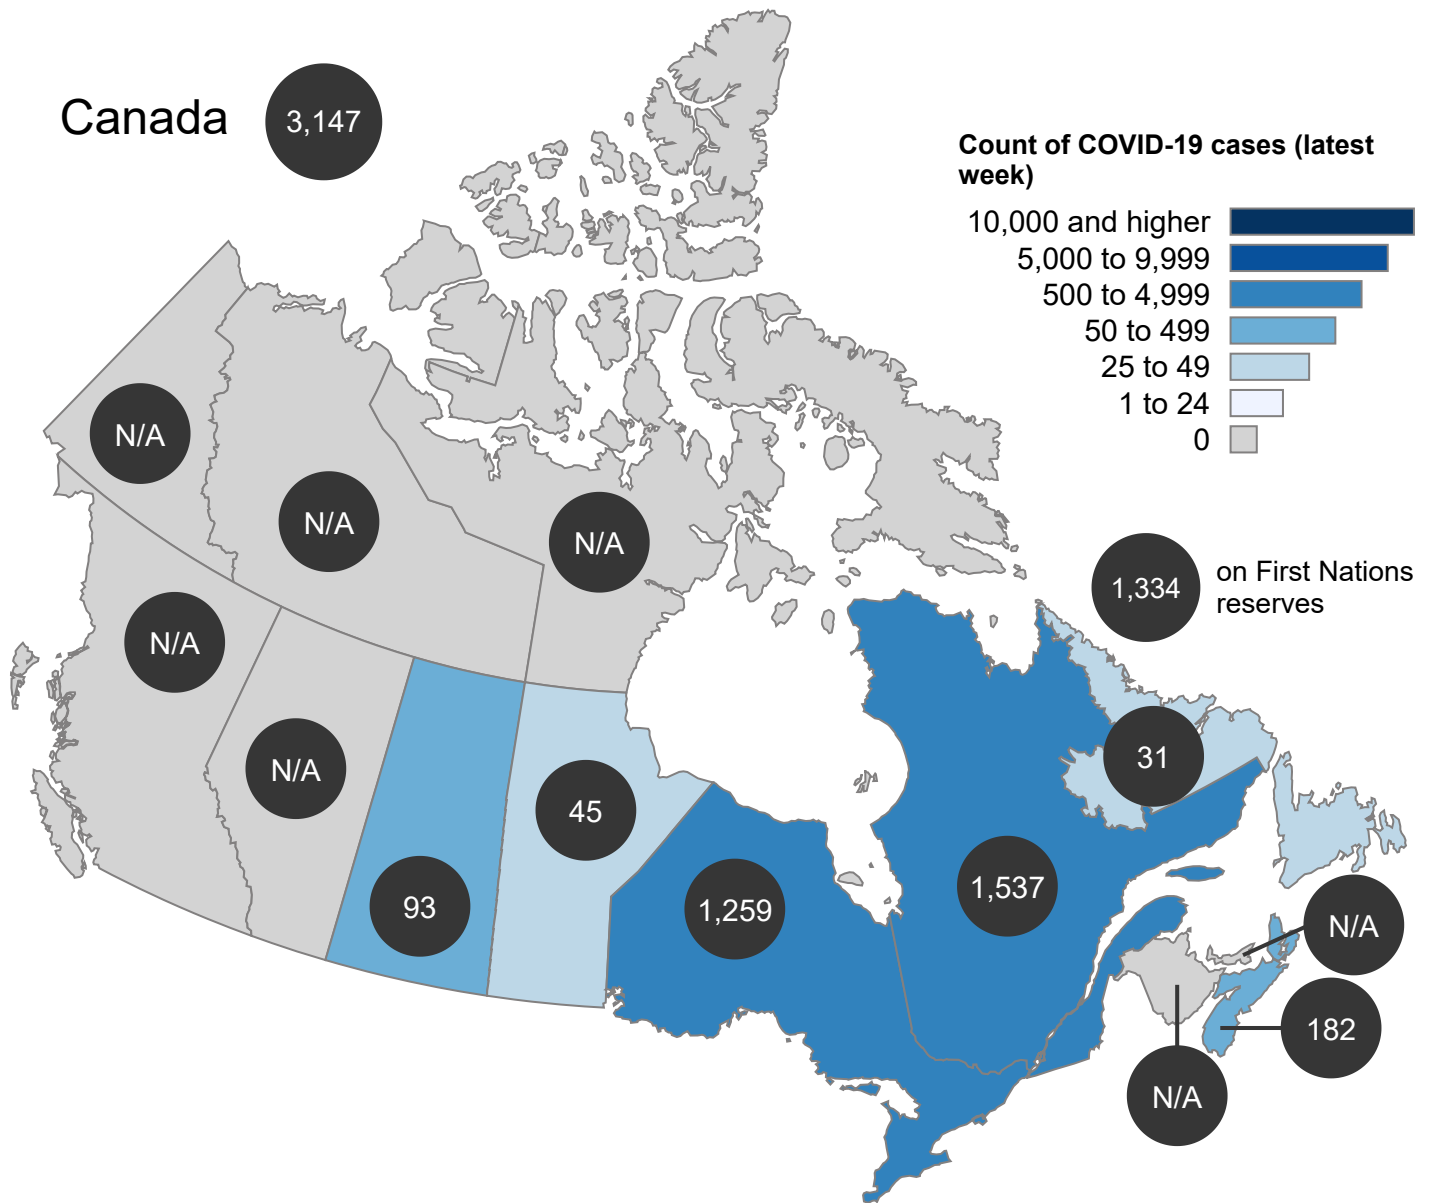 Canada
3,147
Count of COVID-19 cases (latest
week)
10,000 and higher
5,000 to 9,999
500 to 4,999
50 to 499
25 to 49
1 to 24
0
N/A
N/A
N/A
1,334
on First Nations
reserves
N/A
N/A
31
45
93
1,259
1,537
N/A
182
N/A